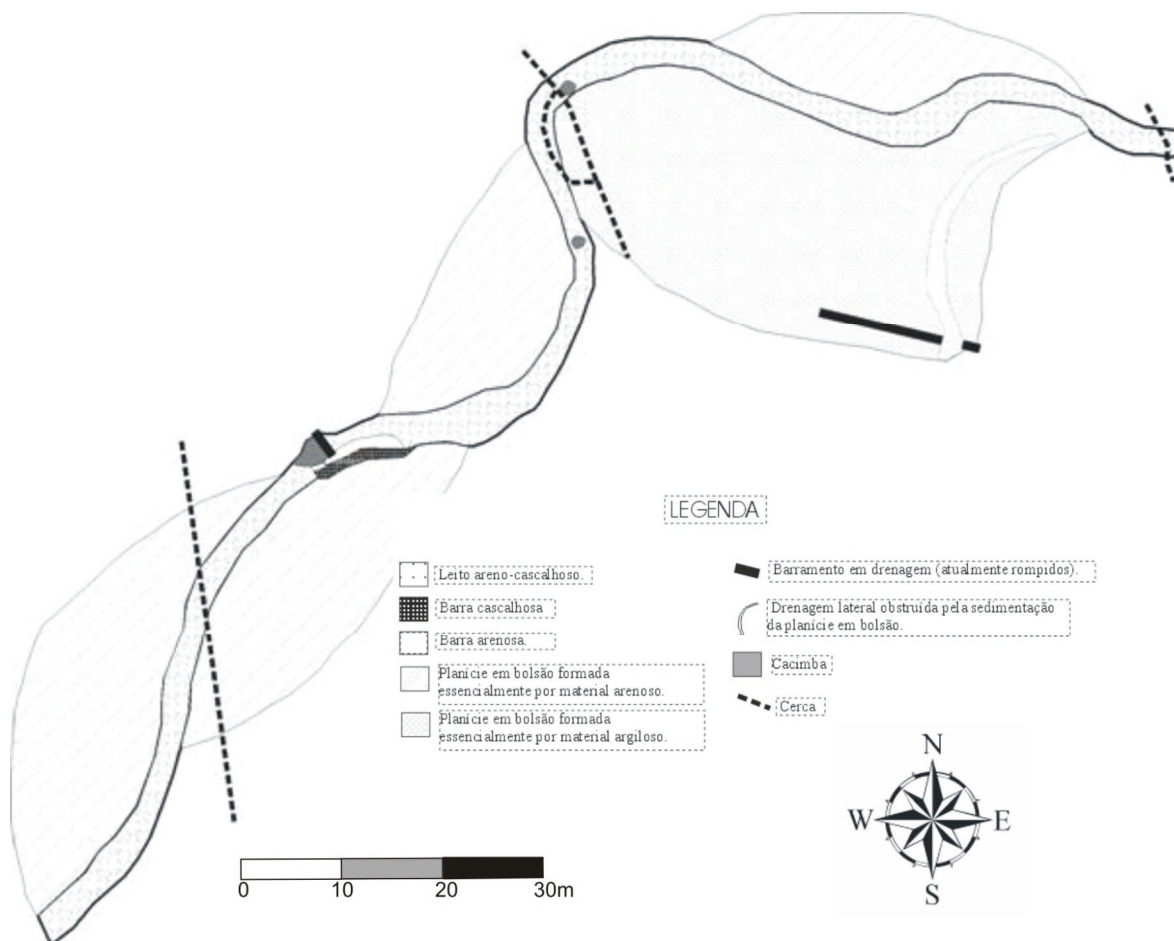 LEGENDA
Leito areno-cascalhoso.
Barra cascalhosa
Barra arenosa.
Planície em bolsão formada
essencialmente por material arenoso.
Planície em bolsão formada
essencialmente por material argiloso.
Barramento em drenagem (atualmente rompidos).
Drenagem lateral obstruída pela sedimentação
da planície em bolsão.
Cacimba
Cerca
N
W E
S
0 10 20 30m